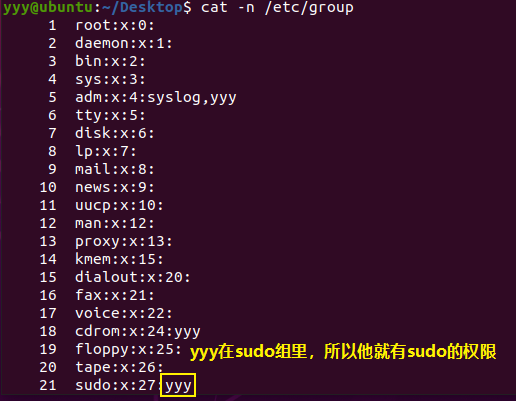 yyy@ubuntu:~/Desktop$ cat -n /etc/group
1 root:x:0:
2 daemon:x:1:
3 bin:x:2:
4 sys:x:3:
5 adm:x:4:syslog,yyy
6 tty:x:5:
7 disk:x:6:
8 lp:x:7:
9 mail:x:8:
10 news:x:9:
11 uucp:x:10:
12 man:x:12:
13 proxy:x:13:
14 kmem:x:15:
15 dialout:x:20:
16 fax:x:21:
17 voice:x:22:
18 cdrom:x:24:yyy
19 floppy:x:25: yyy在sudo组里，所以他就有sudo的权限
20 tape:x:26:
21 sudo:x:27:yyy